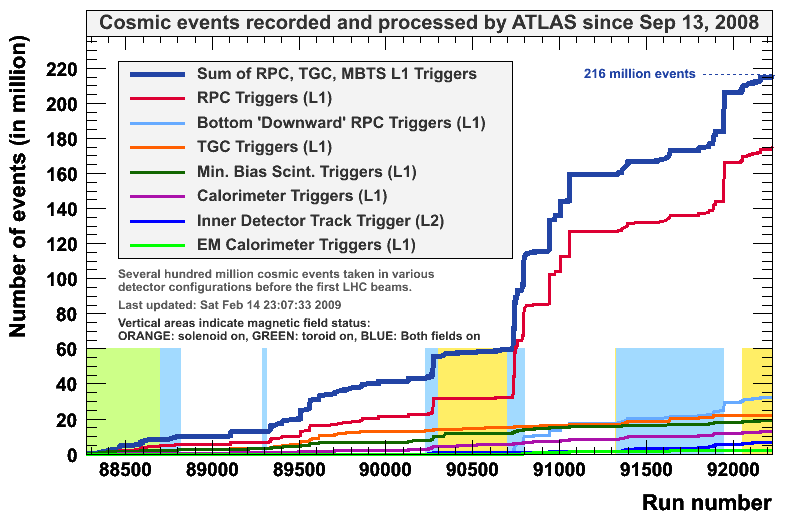 Cosmic events recorded and processed by ATLAS since Sep 13, 2008
Number of events (in million)
220
200
180
160
140
120
100
80
60
40
20
0
Sum of RPC, TGC, MBTS L1 Triggers
RPC Triggers (L1)
Bottom 'Downward' RPC Triggers (L1)
TGC Triggers (L1)
Min. Bias Scint. Triggers (L1)
Calorimeter Triggers (L1)
Inner Detector Track Trigger (L2)
EM Calorimeter Triggers (L1)
216 million events
Several hundred million cosmic events taken in various
detector configurations before the first LHC beams.
Last updated: Sat Feb 14 23:07:33 2009
Vertical areas indicate magnetic field status:
ORANGE: solenoid on, GREEN: toroid on, BLUE: Both fields on
88500 89000 89500 90000 90500 91000 91500 92000
Run number